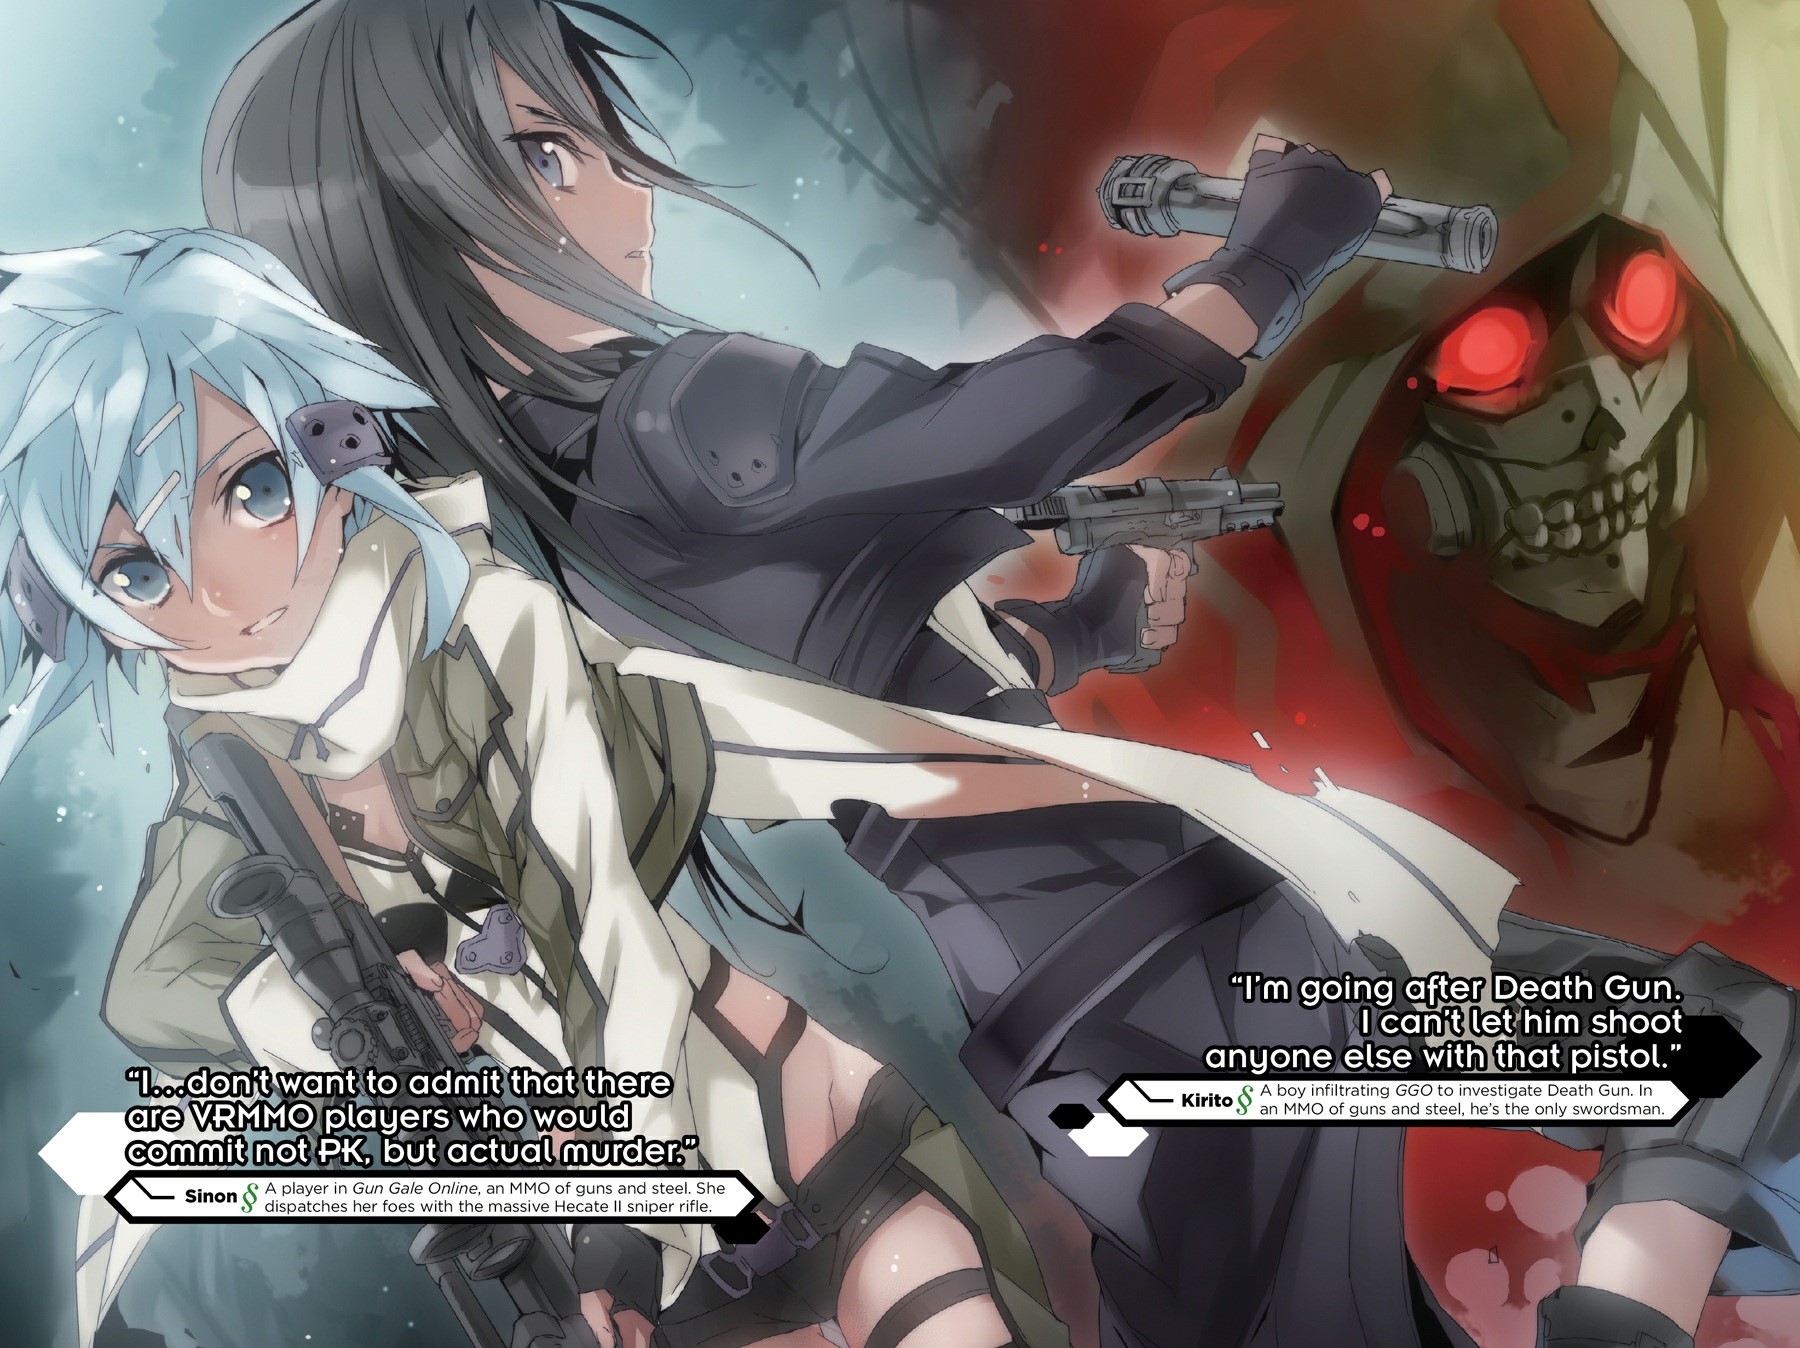 “I’m going after Death Gun.
I can’t let him shoot
anyone else with that pistol.”
Kirito § A boy infiltrating GGO to investigate Death Gun. In
an MMO of guns and steel, he’s the only swordsman.
“I...don’t want to admit that there
are VRMMO players who would
commit not PK, but actual murder.”
Sinon § A player in Gun Gale Online, an MMO of guns and steel. She
dispatches her foes with the massive Hecate II sniper rifle.